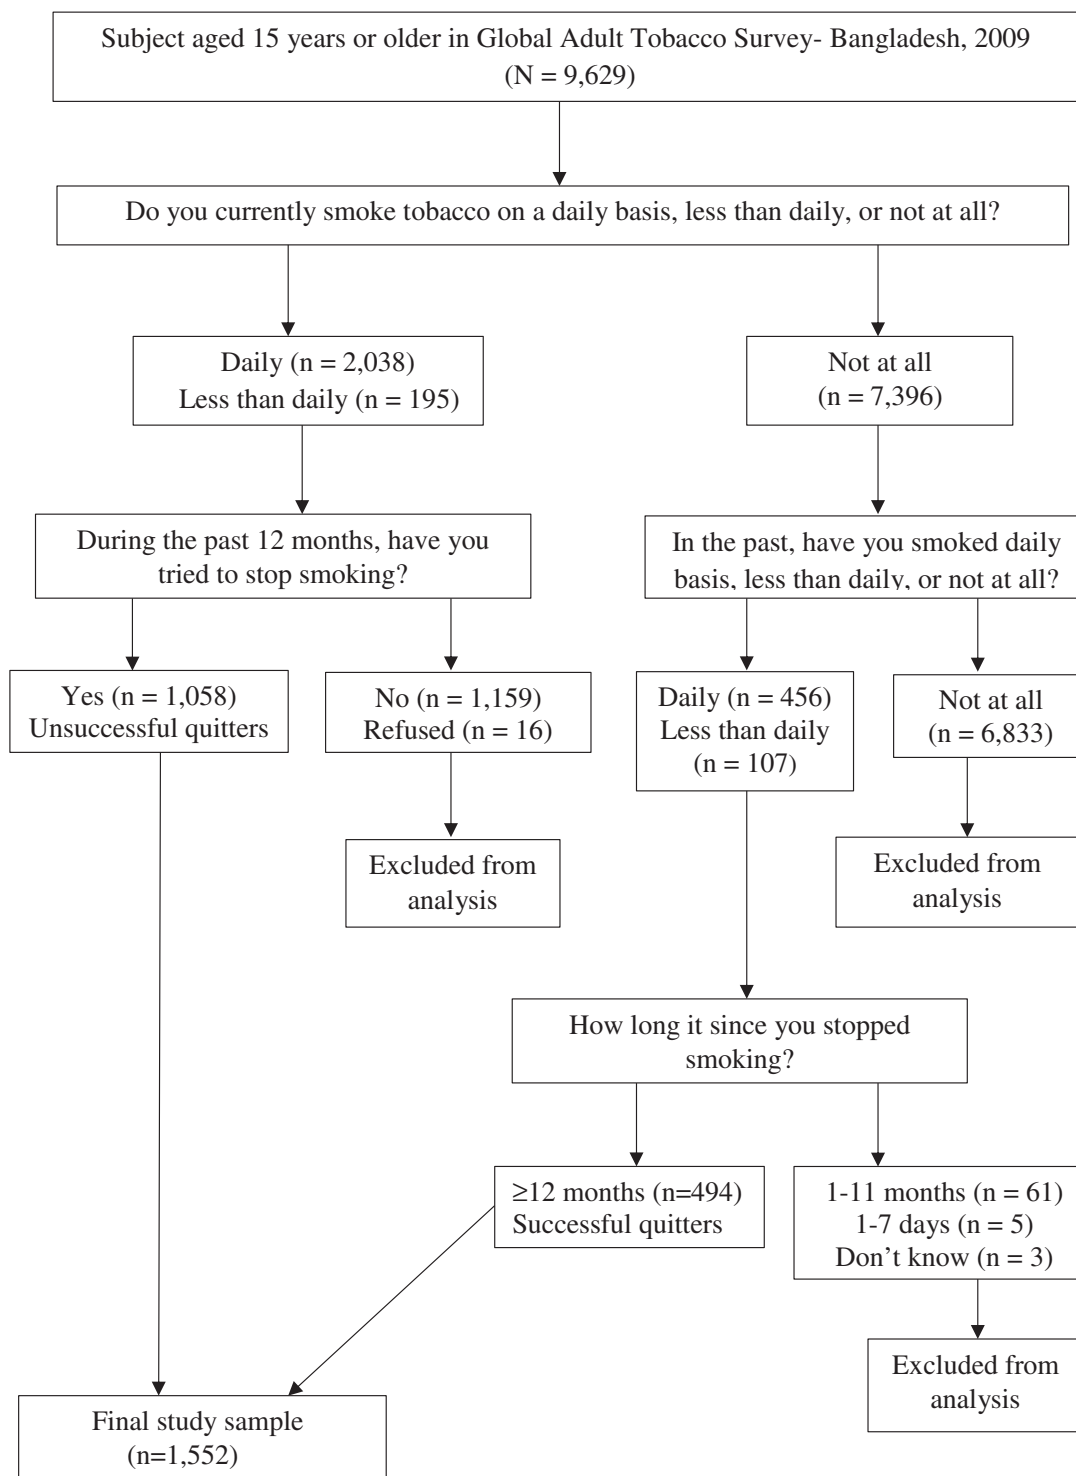 Subject aged 15 years or older in Global Adult Tobacco Survey- Bangladesh, 2009
(N = 9,629)
Do you currently smoke tobacco on a daily basis, less than daily, or not at all?
Daily (n = 2,038)
Less than daily (n = 195)
Not at all
(n = 7,396)
During the past 12 months, have you
tried to stop smoking?
In the past, have you smoked daily
basis, less than daily, or not at all?
Yes (n = 1,058)
Unsuccessful quitters
No (n = 1,159)
Refused (n = 16)
Daily (n = 456)
Less than daily
(n = 107)
Not at all
(n = 6,833)
Excluded from
analysis
Excluded from
analysis
How long it since you stopped
smoking?
≥12 months (n=494)
Successful quitters
1-11 months (n = 61)
1-7 days (n = 5)
Don’t know (n = 3)
Excluded from
analysis
Final study sample
(n=1,552)